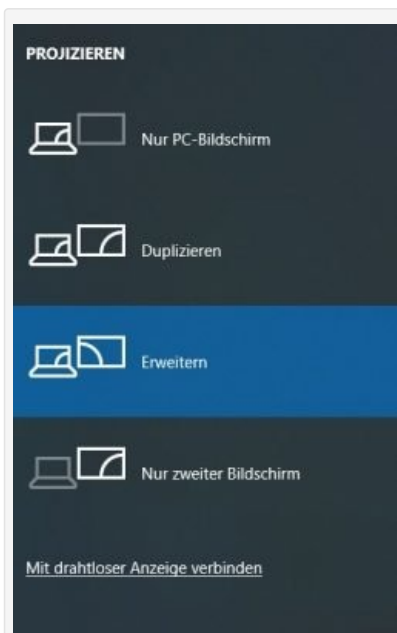 PROJIZIEREN
Nur PC-Bildschirm
Duplizieren
Erweitern
Nur zweiter Bildschirm
Mit drahtloser Anzeige verbinden